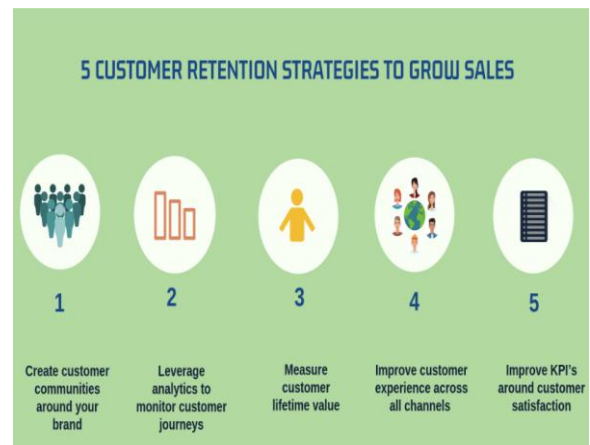 5 CUSTOMER RETENTION STRATEGIES TO GROW SALES
1
2
3
4
5
Create customer
communities
around your
brand
Leverage
analytics to
monitor customer
journeys
Measure
customer
lifetime value
Improve customer
experience across
all channels
Improve KPI's
around customer
satisfaction